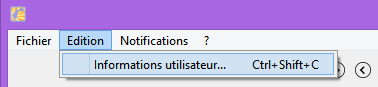 Fichier Edition Notifications ?
Informations utilisateur... Ctrl+Shift+C